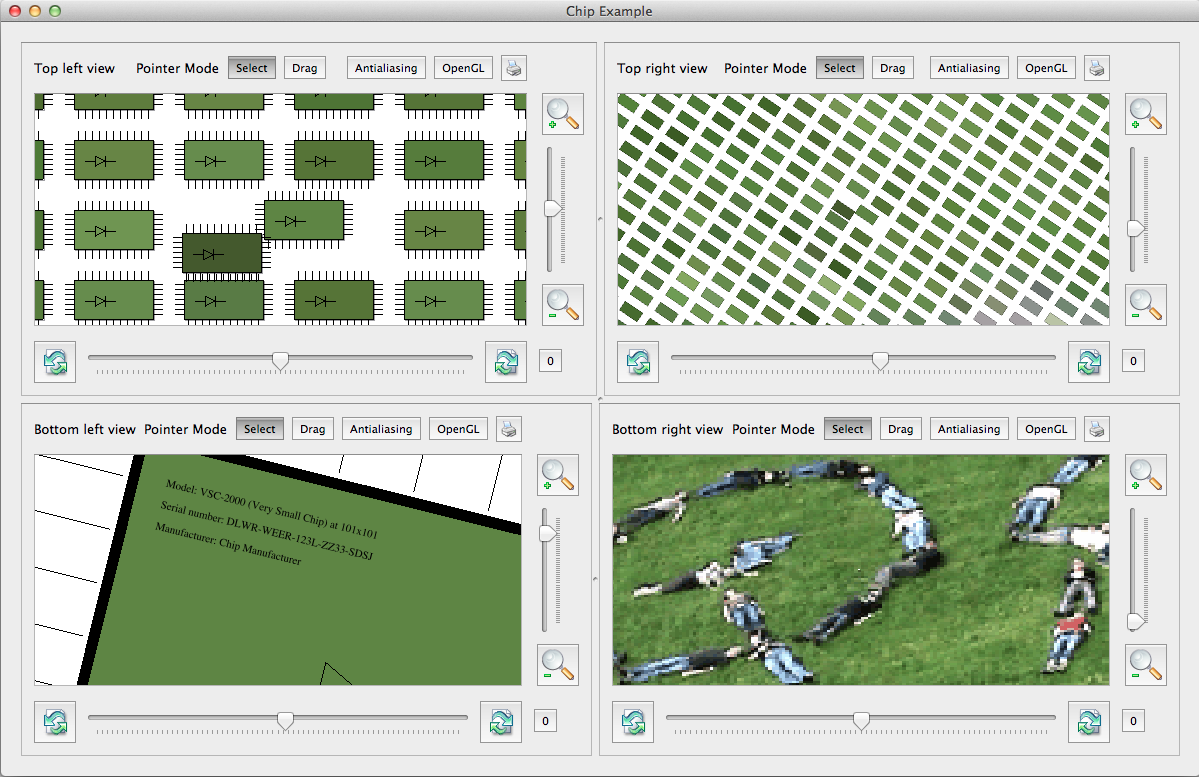 Chip Example
Top left view Pointer Mode Select Drag Antialiasing OpenGL
0
Top right view Pointer Mode Select Drag Antialiasing OpenGL
0
Bottom left view Pointer Mode Select Drag Antialiasing OpenGL
Model: VSC-2000 (Very Small Chip) at 101x101
Serial number: DLWR-WEER-123L-ZZ33-SDSJ
Manufacturer: Chip Manufacturer
0
Bottom right view Pointer Mode Select Drag Antialiasing OpenGL
0